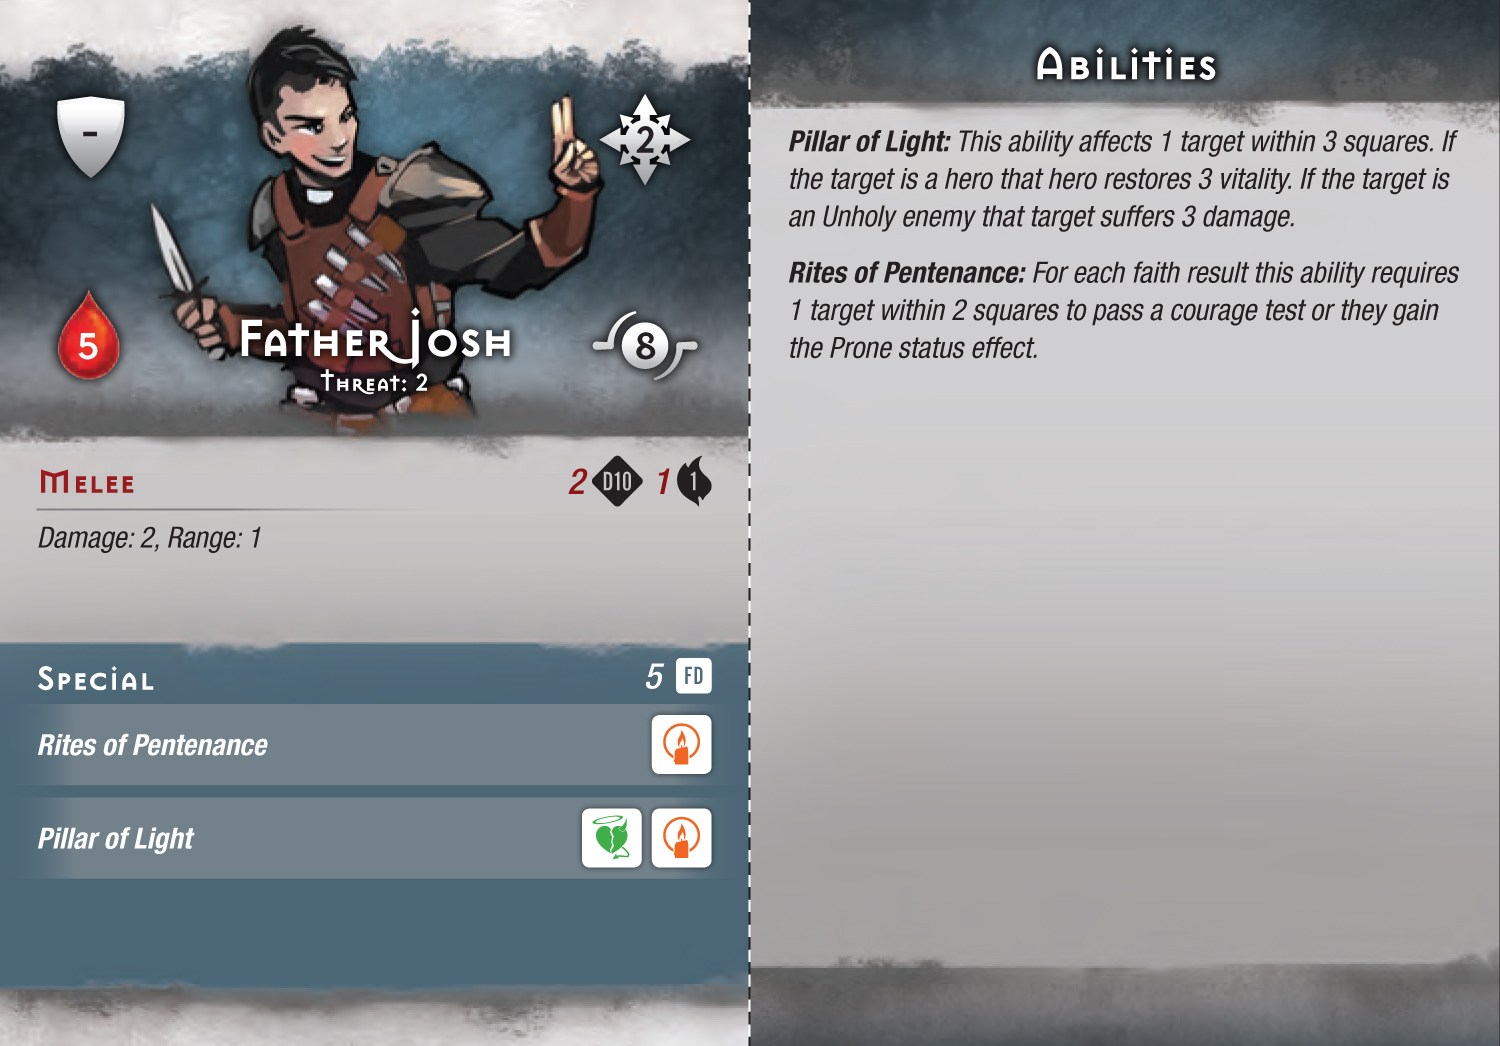 -
2
5
8
Father Josh
Threat: 2
Melee
2 D10 1 1
Damage: 2, Range: 1
Special
5 FD
Rites of Pentenance
Pillar of Light
Abilities
Pillar of Light: This ability affects 1 target within 3 squares. If
the target is a hero that hero restores 3 vitality. If the target is
an Unholy enemy that target suffers 3 damage.
Rites of Pentenance: For each faith result this ability requires
1 target within 2 squares to pass a courage test or they gain
the Prone status effect.